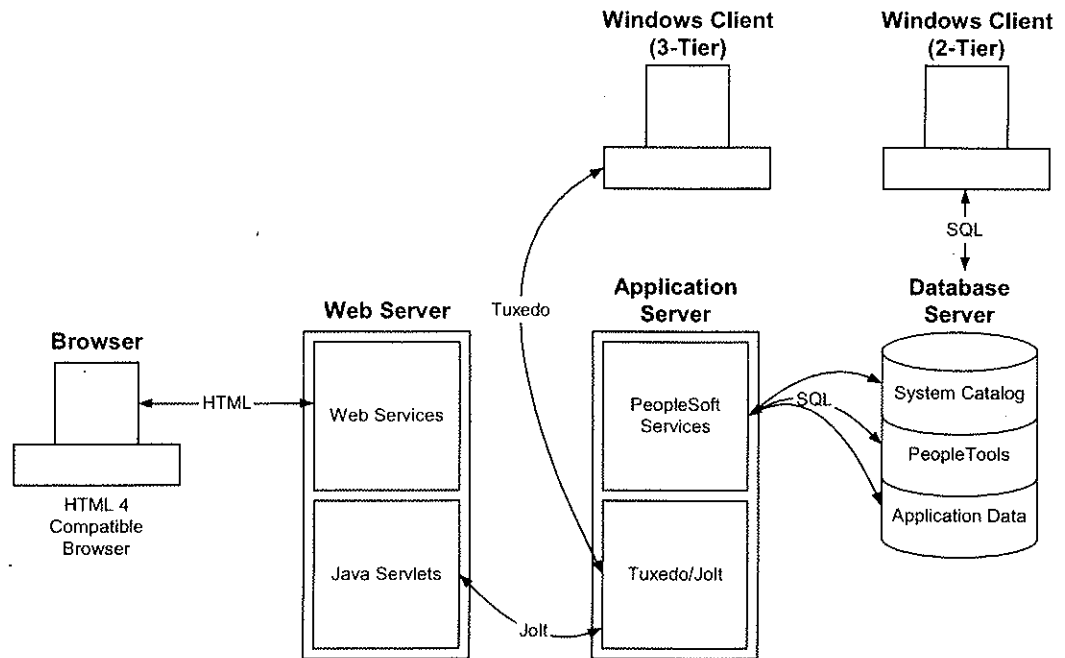 Windows Client
(3-Tier)
Windows Client
(2-Tier)
SQL
Tuxedo
Web Server
Application
Server
Database
Server
Browser
HTML
Web Services
PeopleSoft
Services
SQL
System Catalog
PeopleTools
Application Data
HTML 4
Compatible
Browser
Java Servlets
Jolt
Tuxedo/Jolt